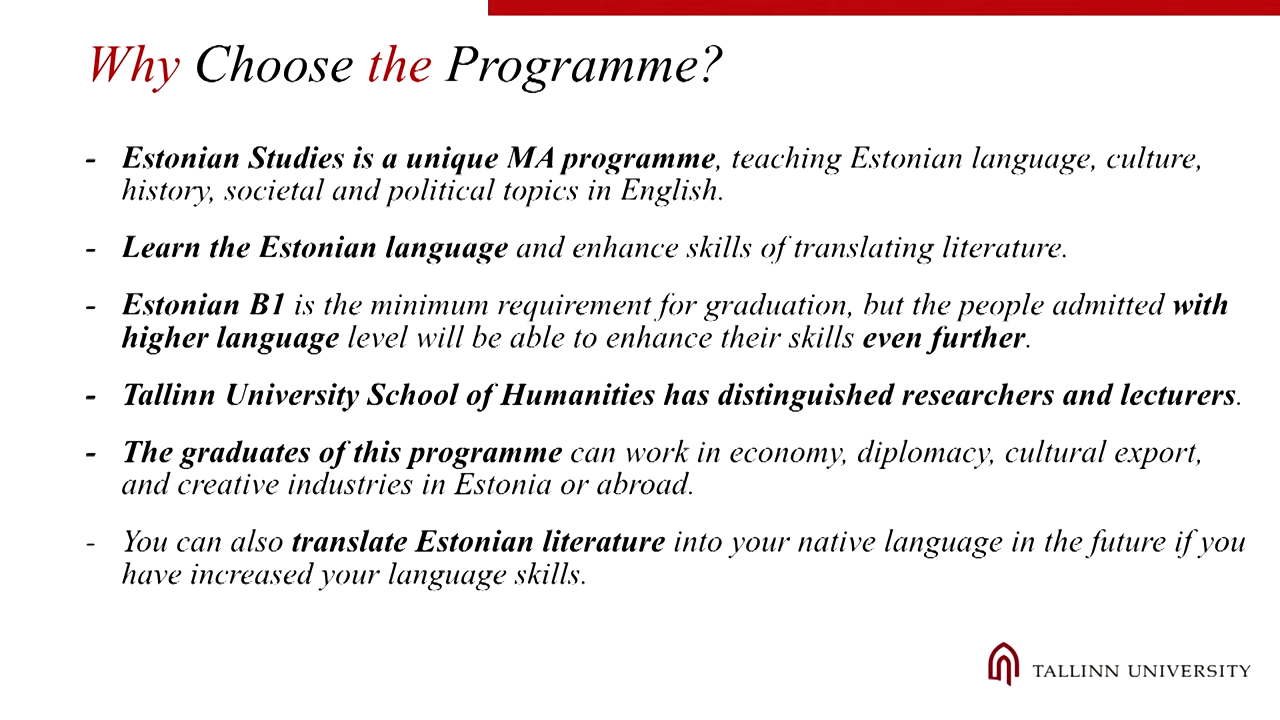 Why Choose the Programme?
- Estonian Studies is a unique MA programme, teaching Estonian language, culture,
history, societal and political topics in English.
- Learn the Estonian language and enhance skills of translating literature.
- Estonian B1 is the minimum requirement for graduation, but the people admitted with
higher language level will be able to enhance their skills even further.
- Tallinn University School of Humanities has distinguished researchers and lecturers.
- The graduates of this programme can work in economy, diplomacy, cultural export,
and creative industries in Estonia or abroad.
- You can also translate Estonian literature into your native language in the future if you
have increased your language skills.
TALLINN UNIVERSITY